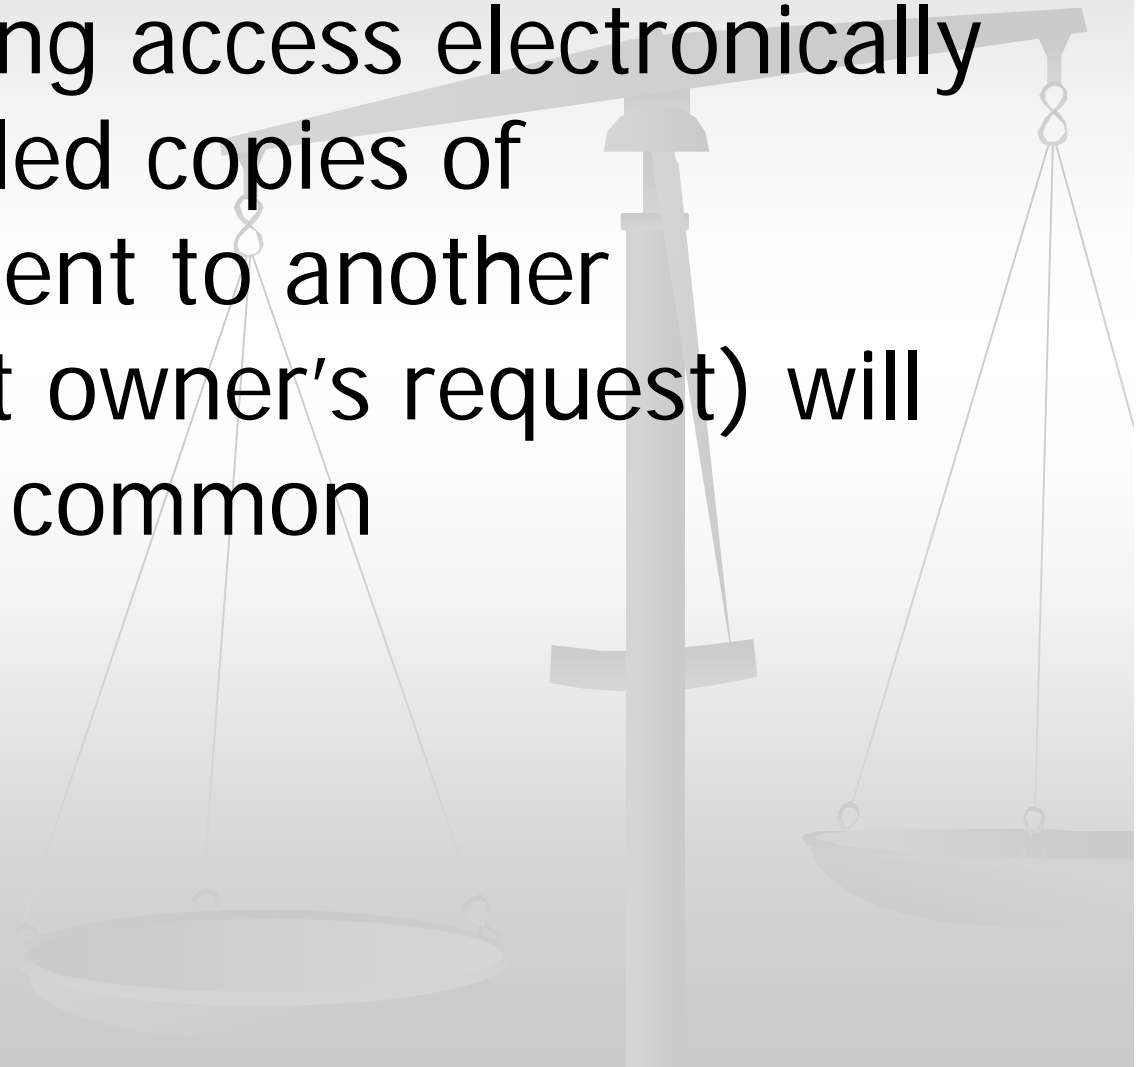 ng access electronically
led copies of
ent to another
t owner’s request) will
common